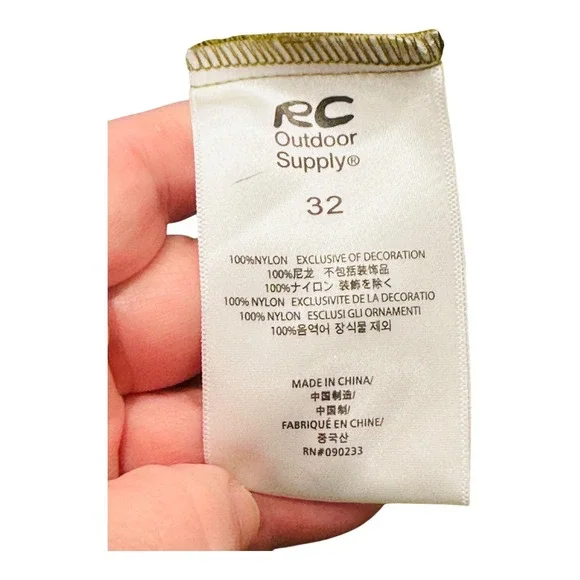 RC
Outdoor
Supply®
32
100%NYLON EXCLUSIVE OF DECORATION
100%尼龙 不包括装饰品
100%ナイロン 装飾を除く
100%NYLON EXCLUSIVITE DE LA DECORATIO
100%NYLON ESCLUSI GLI ORNAMENTI
100%음역어 장식물 제외
MADE IN CHINA/
中国制造/
中国制/
FABRIQUÉ EN CHINE/
중국산
RN#090233